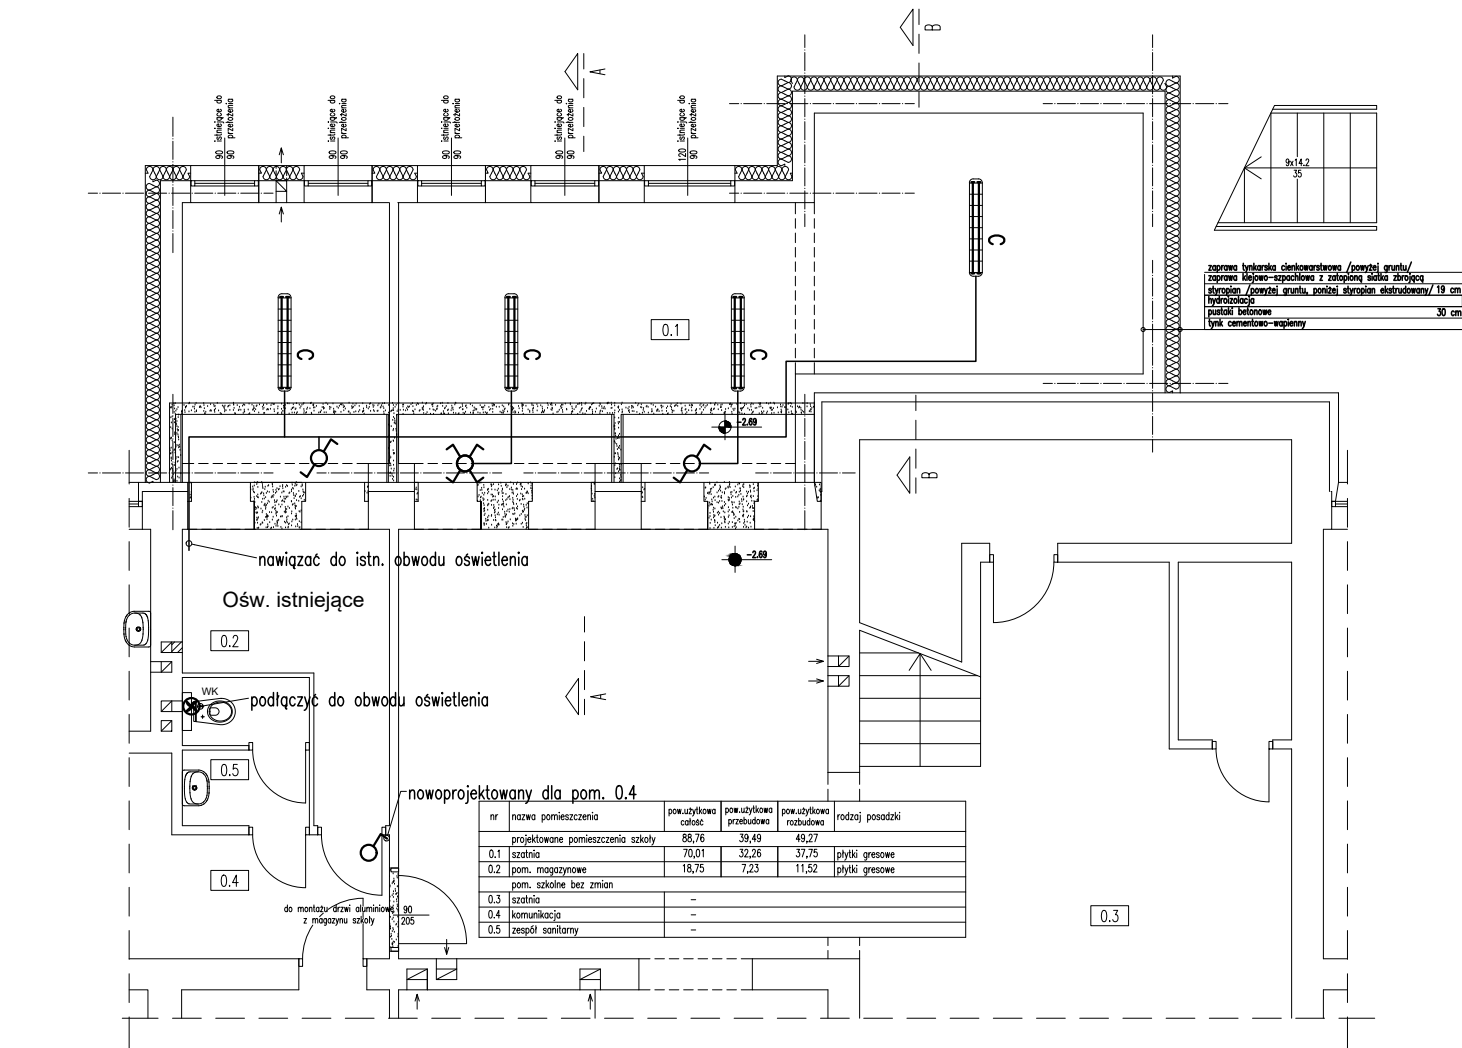 B
A
istniejące do
przełożenia
90
90
istniejące do
przełożenia
90
90
istniejące do
przełożenia
90
90
istniejące do
przełożenia
90
90
istniejące do
przełożenia
120
90
9x14.2
35
C
zaprawa tynkarska cienkowarstwowa /powyżej gruntu/
zaprawa klejowo-szpachlowa z zatopioną siatka zbrojącą
styropian /powyżej gruntu, poniżej styropian ekstrudowany/ 19 cm
hydroizolacja
pustaki betonowe 30 cm
tynk cementowo-wapienny
0.1
C
C
C
-2.69
B
nawiązać do istn. obwodu oświetlenia
-2.69
Ośw. istniejące
0.2
WK
podłączyć do obwodu oświetlenia
A
0.5
nowoprojektowany dla pom. 0.4
nr nazwa pomieszczenia pow.użytkowa całość pow.użytkowa przebudowa pow.użytkowa rozbudowa rodzaj posadzki
projektowane pomieszczenia szkoły 88,76 39,49 49,27
0.1 szatnia 70,01 32,26 37,75 płytki gresowe
0.2 pom. magazynowe 18,75 7,23 11,52 płytki gresowe
pom. szkolne bez zmian
0.3 szatnia -
0.4 komunikacja -
0.5 zespół sanitarny -
0.4
do montażu drzwi aluminiowe
z magazynu szkoły
90
205
0.3